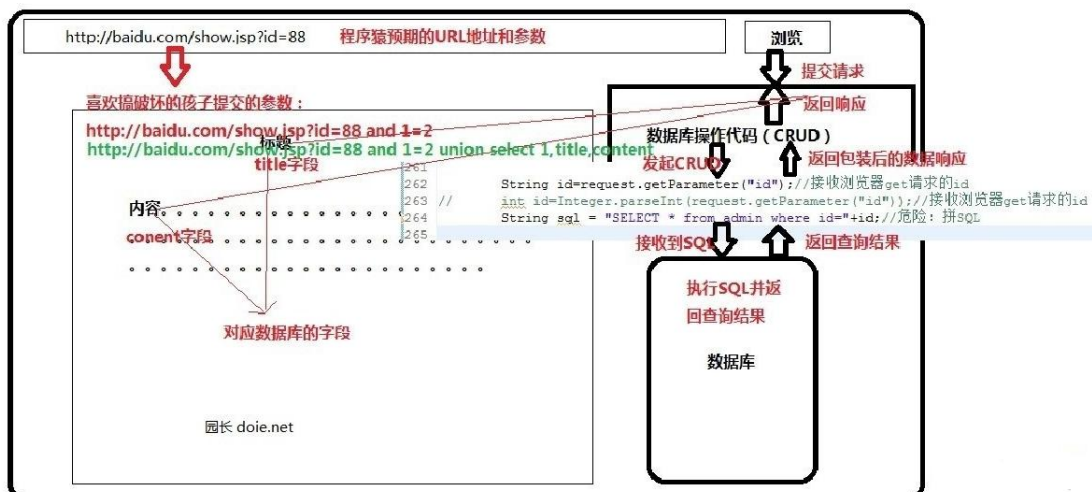 http://baidu.com/show.jsp?id=88 程序猿预期的URL地址和参数
浏览
提交请求
返回响应
喜欢搞破坏的孩子提交的参数：
http://baidu.com/show.jsp?id=88 and 1=2
http://baidu.com/show.jsp?id=88 and 1=2 union select 1,title,content
标题
title字段
数据库操作代码（CRUD）
发起CRUD
返回包装后的数据响应
261
262 String id=request.getParameter("id");//接收浏览器get请求的id
263 // int id=Integer.parseInt(request.getParameter("id"));//接收浏览器get请求的id
264 String sql = "SELECT * from admin where id="+id;//危险：拼SQL
265
内容。。。。。。。。。。。。。。。。
conent字段。。。。。。。。。。。。。。。。。。
。。。。。。。。。。。。。。。。。。。。
接收到SQL
返回查询结果
对应数据库的字段
执行SQL并返
回查询结果
数据库
园长 doie.net